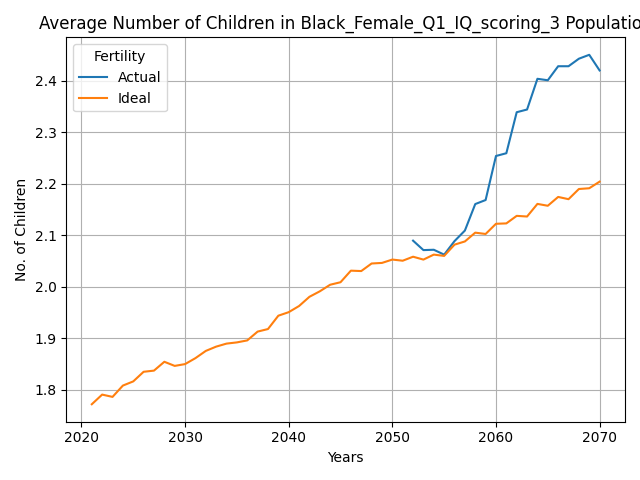 Average Number of Children in Black_Female_Q1_IQ_scoring_3 Populatio
Fertility
Actual
Ideal
No. of Children
2.4
2.3
2.2
2.1
2.0
1.9
1.8
2020 2030 2040 2050 2060 2070
Years